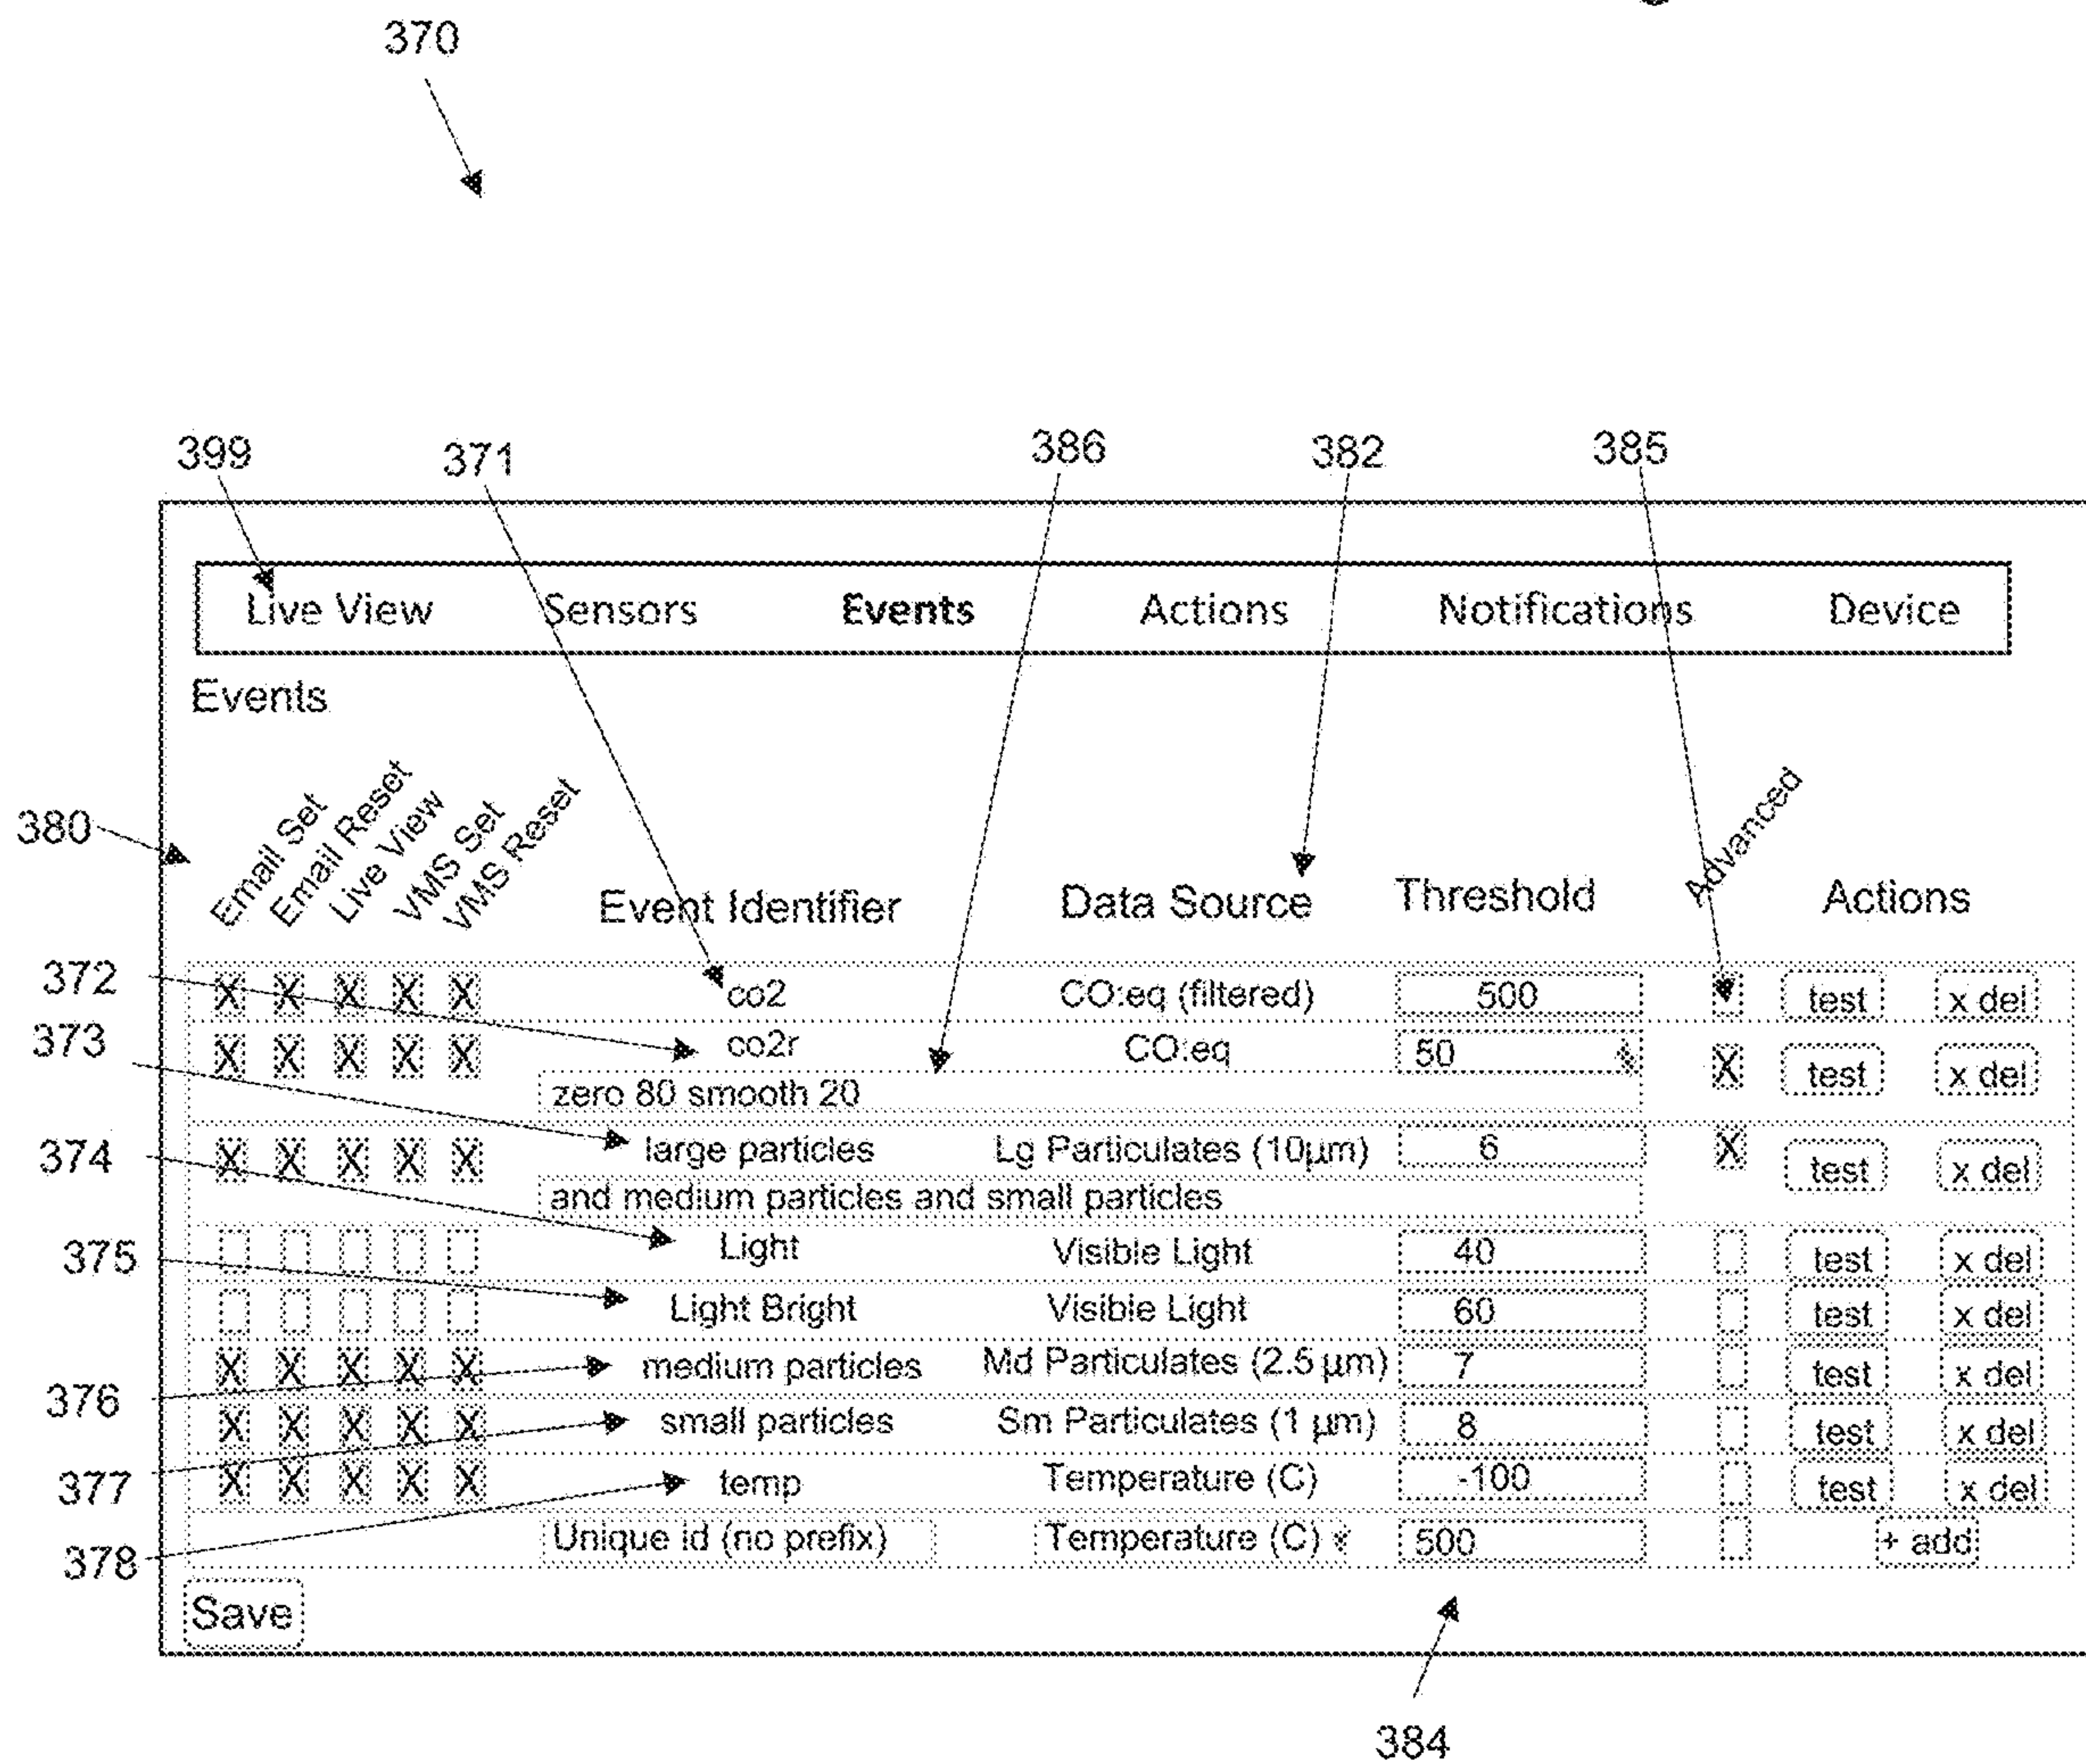 370
399 371 386 382 385
Live View Sensors Events Actions Notifications Device
Events
380
Email Set
Email Reset
Live View
VMS Set
VMS Reset
Event Identifier Data Source Threshold Advanced Actions
372 X X X X X co2 CO:eq (filtered) 500 test x del
373 X X X X X co2r CO:eq 50 X test x del
zero 80 smooth 20
374 X X X X X large particles Lg Particulates (10µm) 6 X test x del
and medium particles and small particles
375 Light Visible Light 40 test x del
Light Bright Visible Light 60 test x del
376 X X X X X medium particles Md Particulates (2.5 µm) 7 test x del
X X X X X small particles Sm Particulates (1 µm) 8 test x del
377 X X X X X temp Temperature (C) -100 test x del
378 Unique id (no prefix) Temperature (C) 500 + add
Save
384